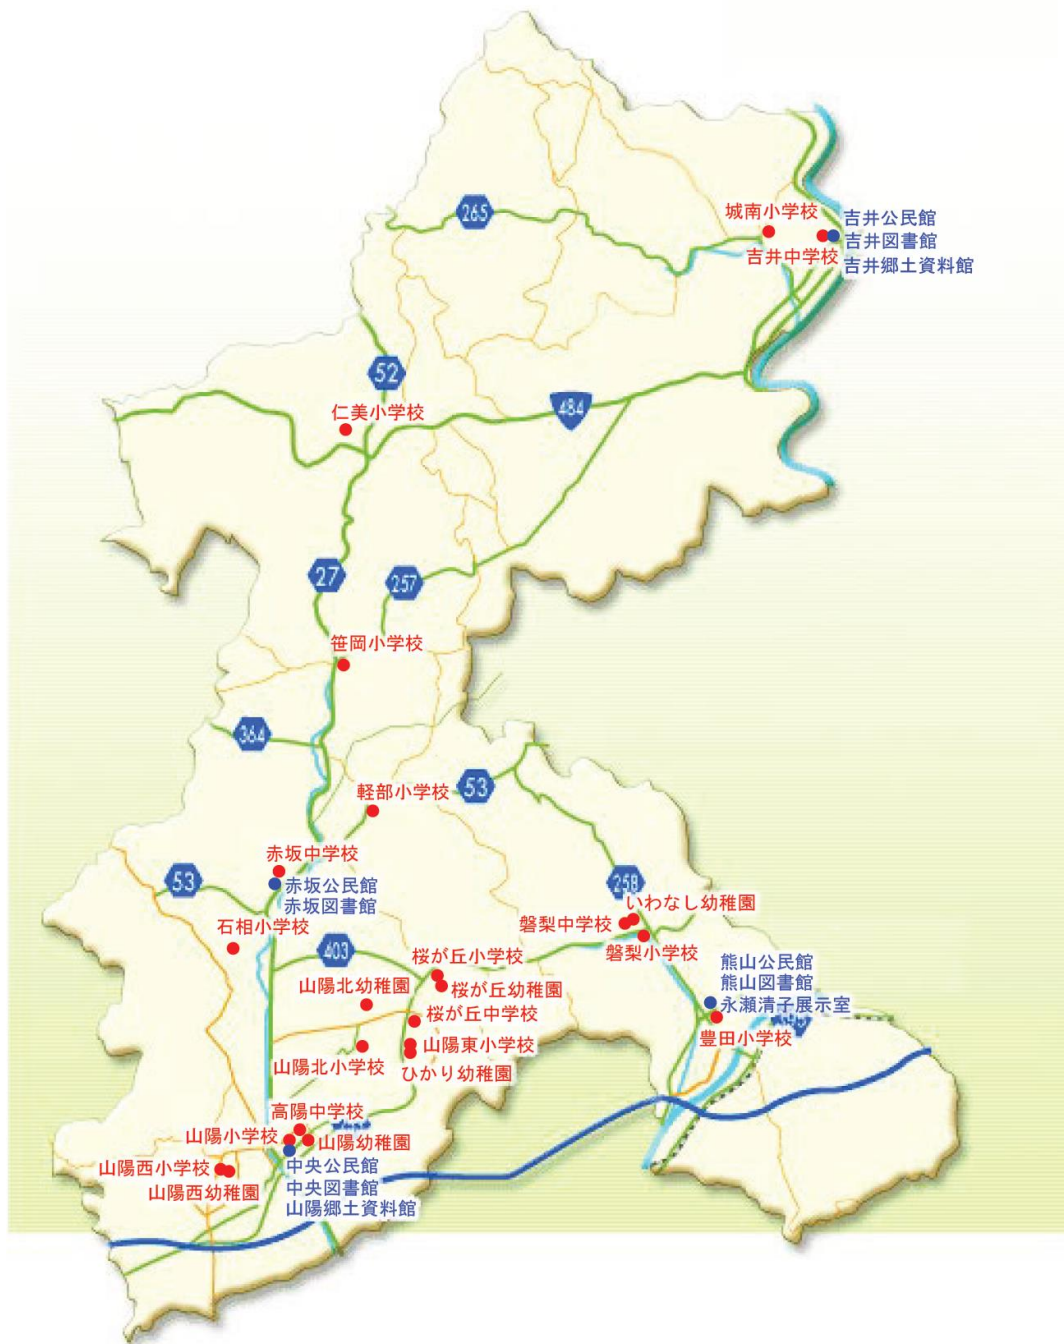 265
城南小学校
吉井中学校
吉井公民館
吉井図書館
吉井郷土資料館
52
仁美小学校
484
27
257
笹岡小学校
364
軽部小学校
53
赤坂中学校
53
赤坂公民館
赤坂図書館
石相小学校
258
いわなし幼稚園
磐梨中学校
磐梨小学校
403
桜が丘小学校
桜が丘幼稚園
山陽北幼稚園
桜が丘中学校
熊山公民館
熊山図書館
永瀬清子展示室
豊田小学校
山陽東小学校
山陽北小学校
ひかり幼稚園
高陽中学校
山陽小学校
山陽幼稚園
山陽西小学校
山陽西幼稚園
中央公民館
中央図書館
山陽郷土資料館